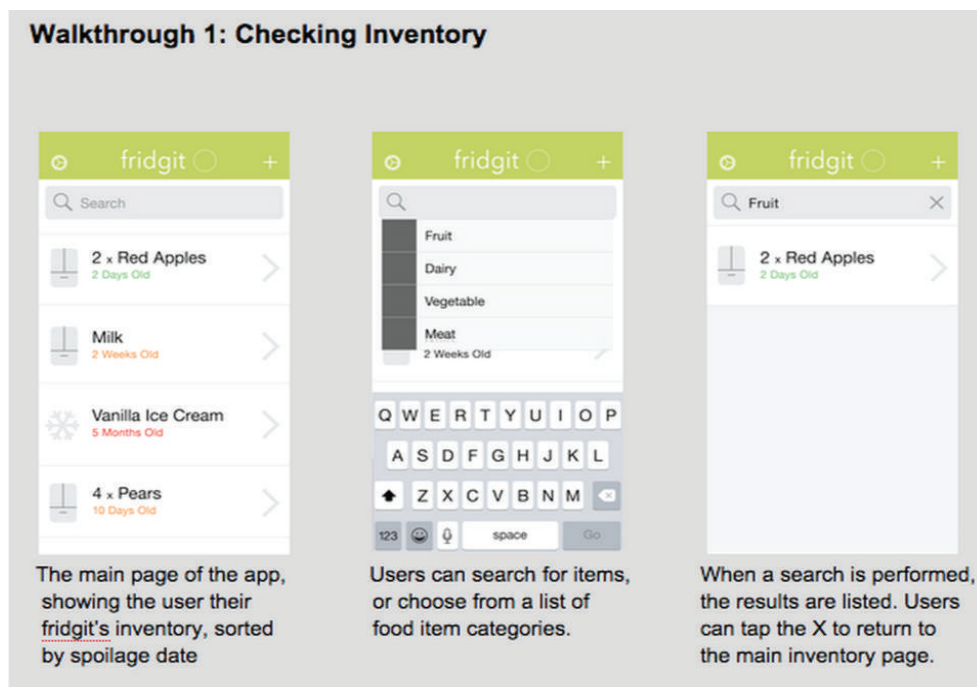 Walkthrough 1: Checking Inventory
fridgit
+
Search
2 x Red Apples
2 Days Old
Milk
2 Weeks Old
Vanilla Ice Cream
5 Months Old
4 x Pears
10 Days Old
The main page of the app,
showing the user their
fridgit's inventory, sorted
by spoilage date
fridgit
+
Fruit
Dairy
Vegetable
Meat
2 Weeks Old
Q W E R T Y U I O P
A S D F G H J K L
Z X C V B N M
123 space Go
Users can search for items,
or choose from a list of
food item categories.
fridgit
+
Fruit
2 x Red Apples
2 Days Old
When a search is performed,
the results are listed. Users
can tap the X to return to
the main inventory page.